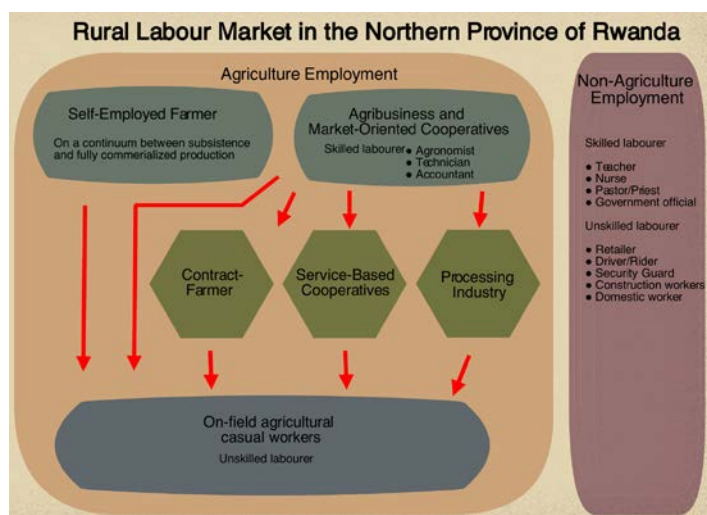 Rural Labour Market in the Northern Province of Rwanda
Agriculture Employment
Self-Employed Farmer
On a continuum between subsistence
and fully commerialized production
Agribusiness and
Market-Oriented Cooperatives
Skilled labourer ● Agronomist
● Technician
● Accountant
Contract-
Farmer
Service-Based
Cooperatives
Processing
Industry
On-field agricultural
casual workers
Unskilled labourer
Non-Agriculture
Employment
Skilled labourer
● Teacher
● Nurse
● Pastor/Priest
● Government official
Unskilled labourer
● Retailer
● Driver/Rider
● Security Guard
● Construction workers
● Domestic worker